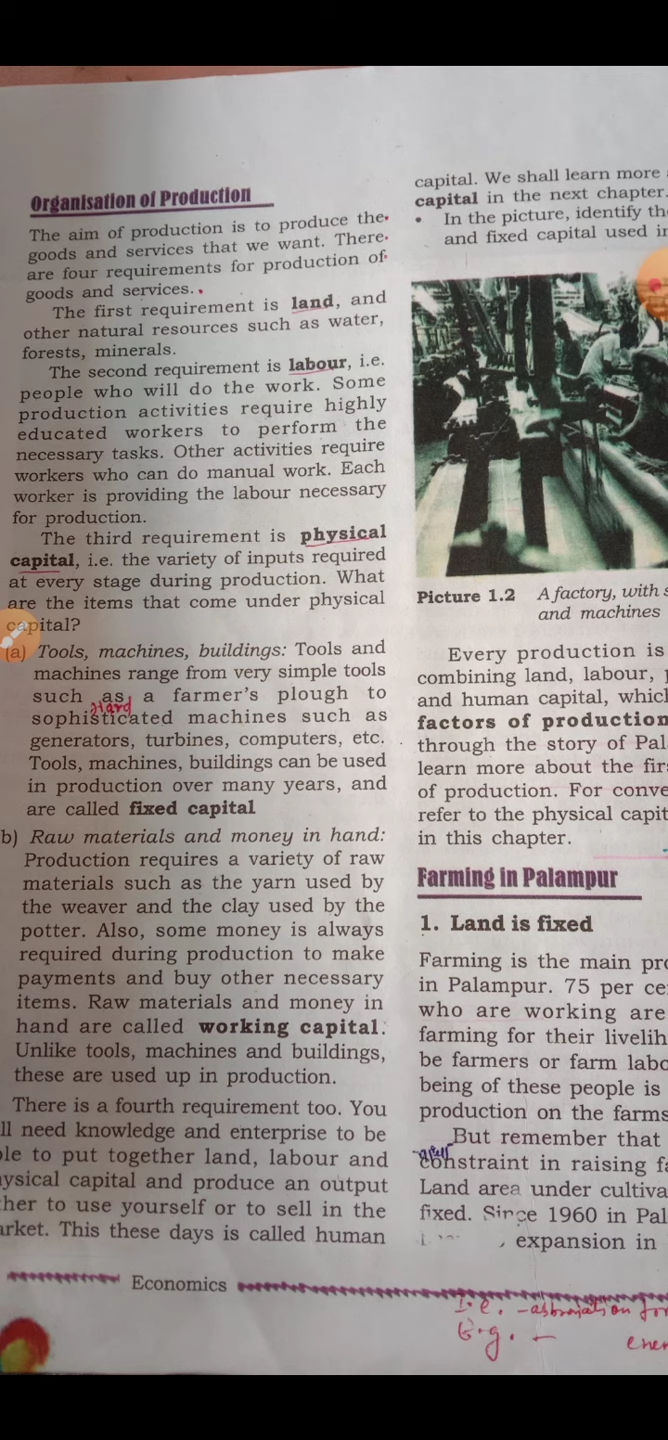 Organisation of Production
The aim of production is to produce the
goods and services that we want. There
are four requirements for production of
goods and services.
The first requirement is land, and
other natural resources such as water,
forests, minerals.
The second requirement is labour, i.e.
people who will do the work. Some
production activities require highly
educated workers to perform the
necessary tasks. Other activities require
workers who can do manual work. Each
worker is providing the labour necessary
for production.
The third requirement is physical
capital, i.e. the variety of inputs required
at every stage during production. What
are the items that come under physical
capital?
(a) Tools, machines, buildings: Tools and
machines range from very simple tools
such as a farmer's plough to
Hard
sophisticated machines such as
generators, turbines, computers, etc.
Tools, machines, buildings can be used
in production over many years, and
are called fixed capital
b) Raw materials and money in hand:
Production requires a variety of raw
materials such as the yarn used by
the weaver and the clay used by the
potter. Also, some money is always
required during production to make
payments and buy other necessary
items. Raw materials and money in
hand are called working capital.
Unlike tools, machines and buildings,
these are used up in production.
There is a fourth requirement too. You
ll need knowledge and enterprise to be
le to put together land, labour and
ysical capital and produce an output
her to use yourself or to sell in the
arket. This these days is called human
capital. We shall learn more
capital in the next chapter.
• In the picture, identify th
and fixed capital used in
Picture 1.2 A factory, with s
and machines
Every production is
combining land, labour, p
and human capital, which
factors of production
through the story of Pal
learn more about the firs
of production. For conve
refer to the physical capit
in this chapter.
Farming in Palampur
1. Land is fixed
Farming is the main pro
in Palampur. 75 per ce
who are working are
farming for their livelih
be farmers or farm labo
being of these people is
production on the farms
But remember that
constraint in raising fa
Land area under cultiva
fixed. Since 1960 in Pal
expansion in
Economics
I.e. - for
E.g. -